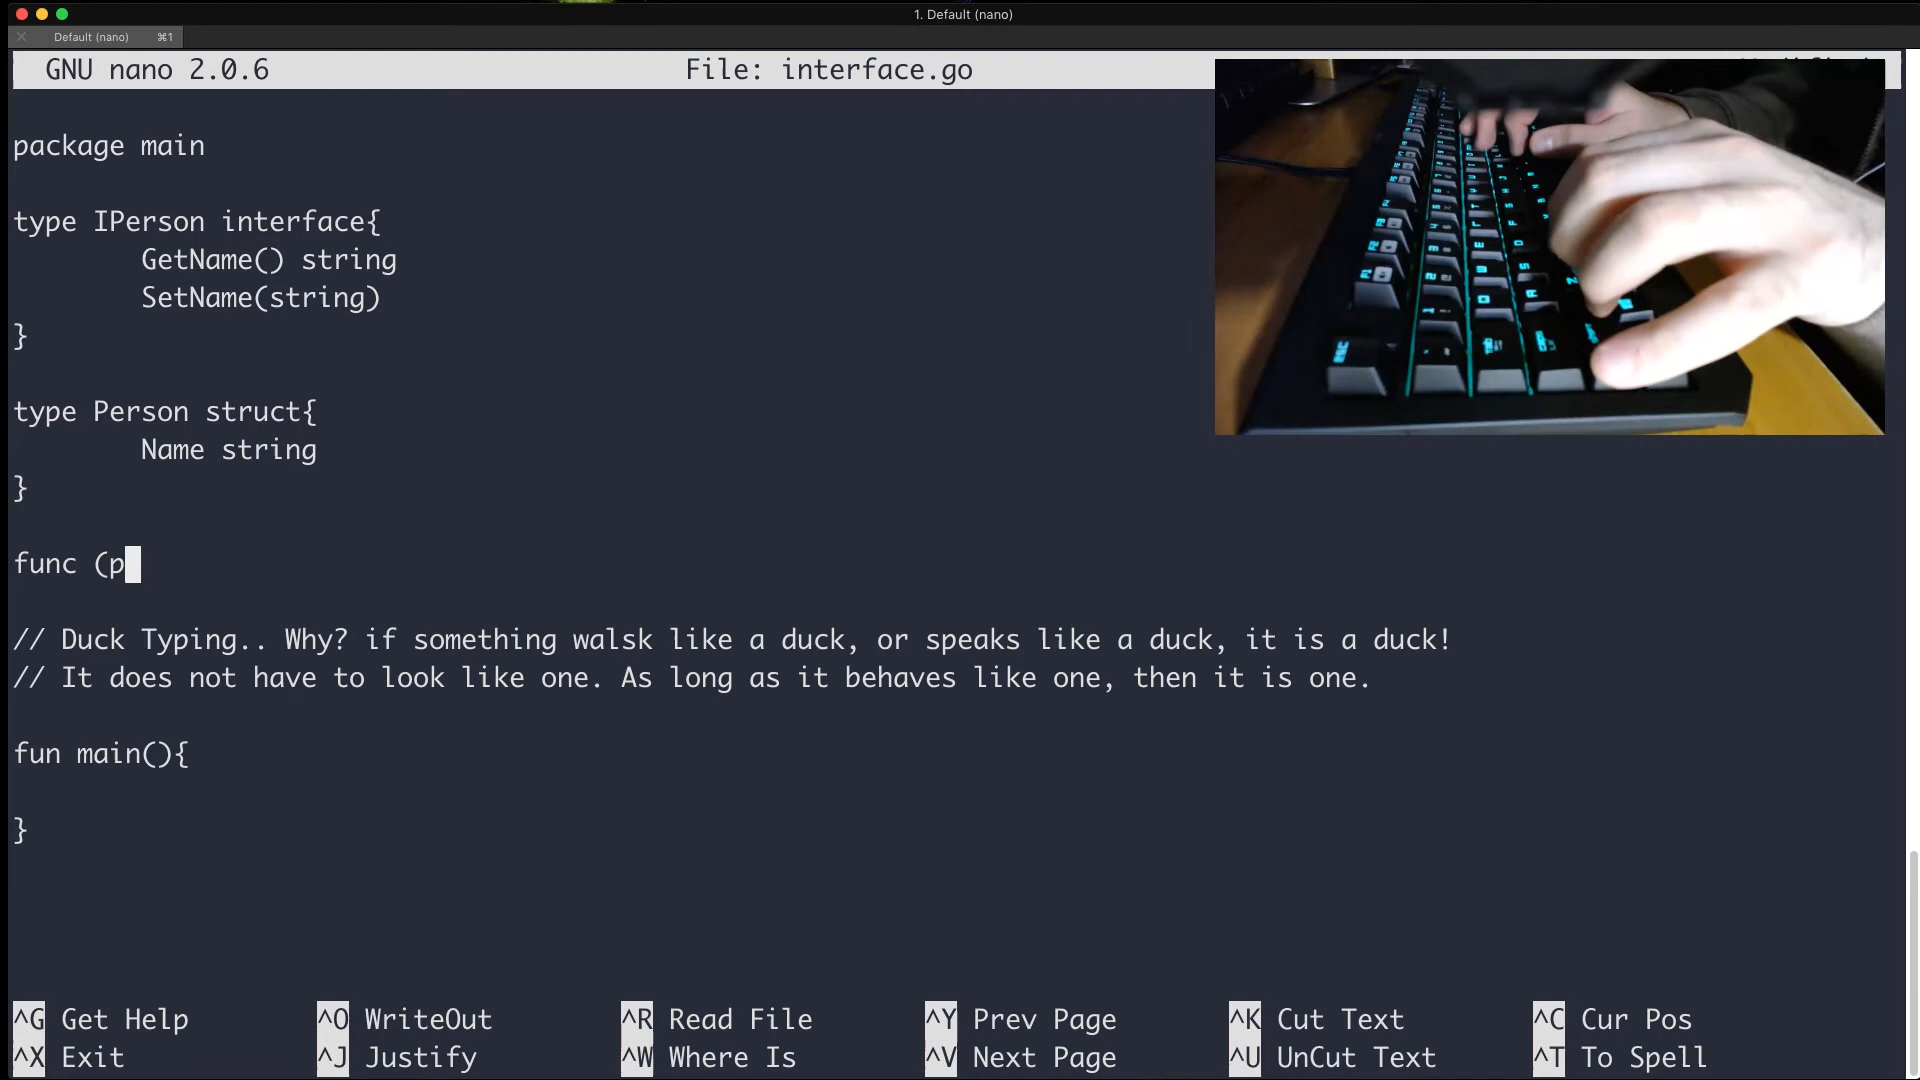 1. Default (nano)
Default (nano) ⌘1
GNU nano 2.0.6 File: interface.go
package main
type IPerson interface{
GetName() string
SetName(string)
}
type Person struct{
Name string
}
func (p
// Duck Typing.. Why? if something walsk like a duck, or speaks like a duck, it is a duck!
// It does not have to look like one. As long as it behaves like one, then it is one.
fun main(){
}
^G Get Help ^O WriteOut ^R Read File ^Y Prev Page ^K Cut Text ^C Cur Pos
^X Exit ^J Justify ^W Where Is ^V Next Page ^U UnCut Text ^T To Spell